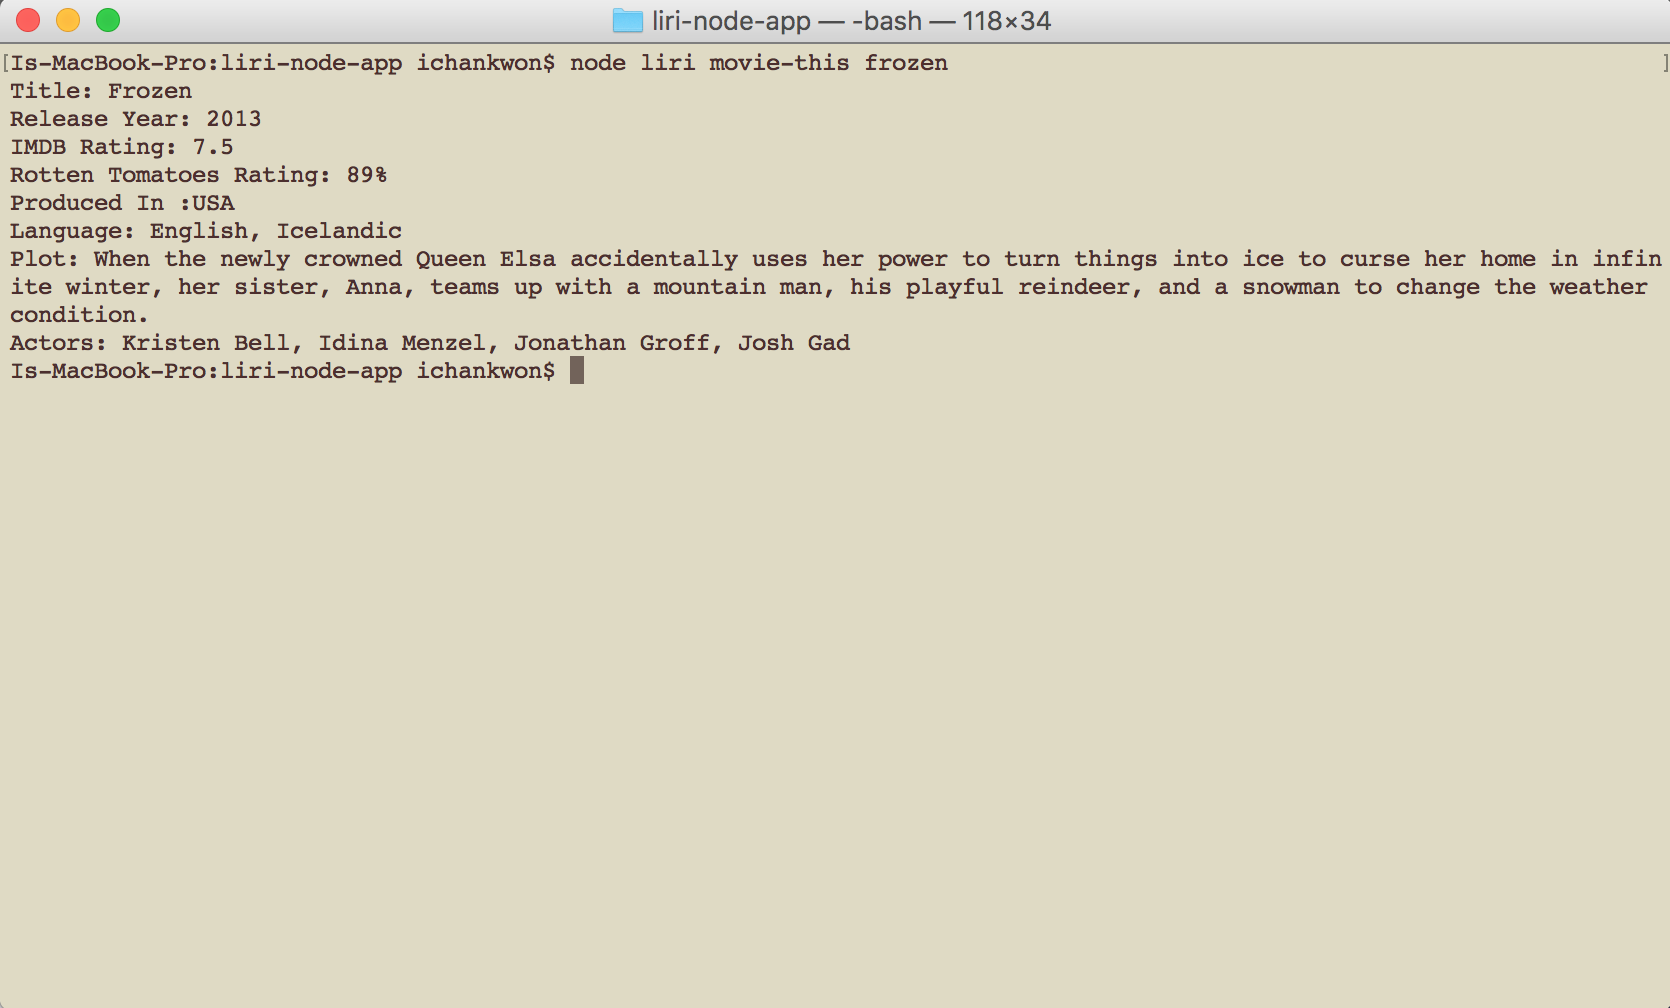 liri-node-app — -bash — 118×34
[Is-MacBook-Pro:liri-node-app ichankwon$ node liri movie-this frozen ]
Title: Frozen
Release Year: 2013
IMDB Rating: 7.5
Rotten Tomatoes Rating: 89%
Produced In :USA
Language: English, Icelandic
Plot: When the newly crowned Queen Elsa accidentally uses her power to turn things into ice to curse her home in infin
ite winter, her sister, Anna, teams up with a mountain man, his playful reindeer, and a snowman to change the weather
condition.
Actors: Kristen Bell, Idina Menzel, Jonathan Groff, Josh Gad
Is-MacBook-Pro:liri-node-app ichankwon$